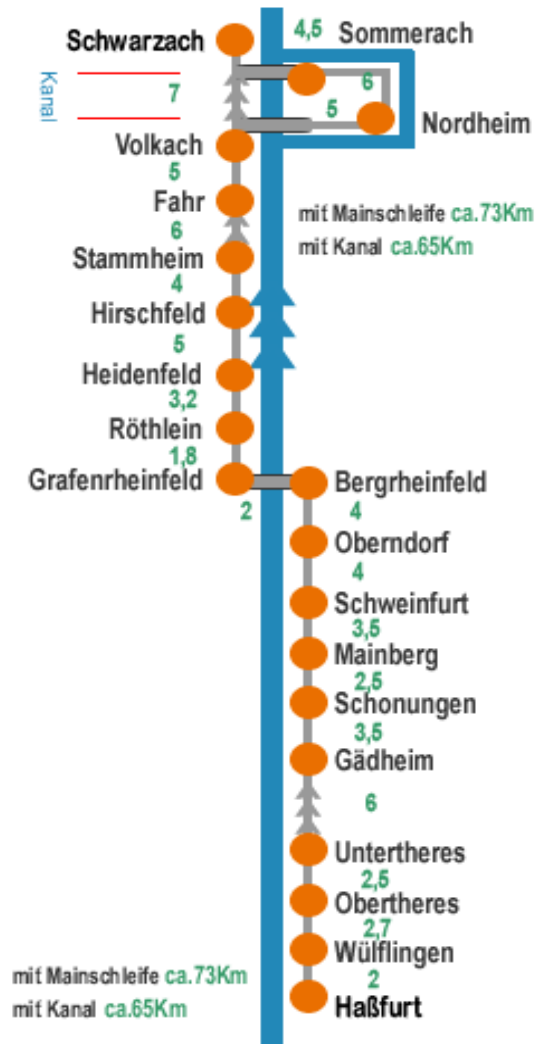 4,5 Sommerach
Schwarzach
Kanal
7
6
5
Nordheim
Volkach
5
Fahr
mit Mainschleife ca.73Km
6
mit Kanal ca.65Km
Stammheim
4
Hirschfeld
5
Heidenfeld
3,2
Röthlein
1,8
Grafenrheinfeld
Bergrheinfeld
2
4
Oberndorf
4
Schweinfurt
3,5
Mainberg
2,5
Schonungen
3,5
Gädheim
6
Untertheres
2,5
Obertheres
2,7
Wülflingen
mit Mainschleife ca.73Km
2
mit Kanal ca.65Km
Haßfurt